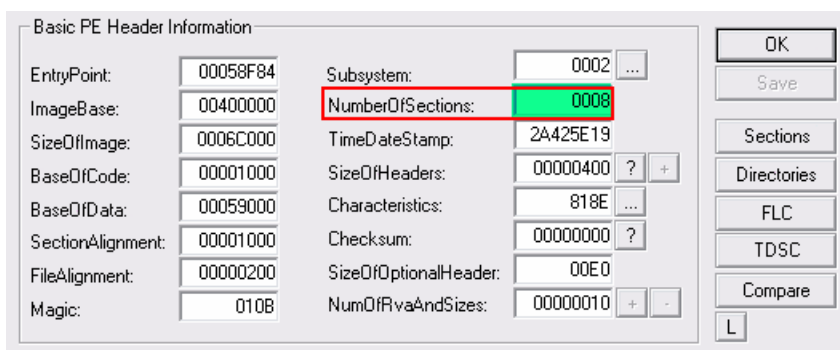 Basic PE Header Information
EntryPoint: 00058F84
ImageBase: 00400000
SizeOfImage: 0006C000
BaseOfCode: 00001000
BaseOfData: 00059000
SectionAlignment: 00001000
FileAlignment: 00000200
Magic: 010B
Subsystem: 0002 ...
NumberOfSections: 0008
TimeDateStamp: 2A425E19
SizeOfHeaders: 00000400 ? +
Characteristics: 818E ...
Checksum: 00000000 ?
SizeOfOptionalHeader: 00E0
NumOfRvaAndSizes: 00000010 + -
OK
Save
Sections
Directories
FLC
TDSC
Compare
L